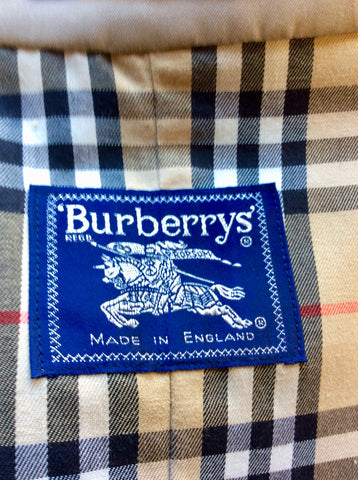 'Burberrys'
REGD. ®
®
MADE IN ENGLAND